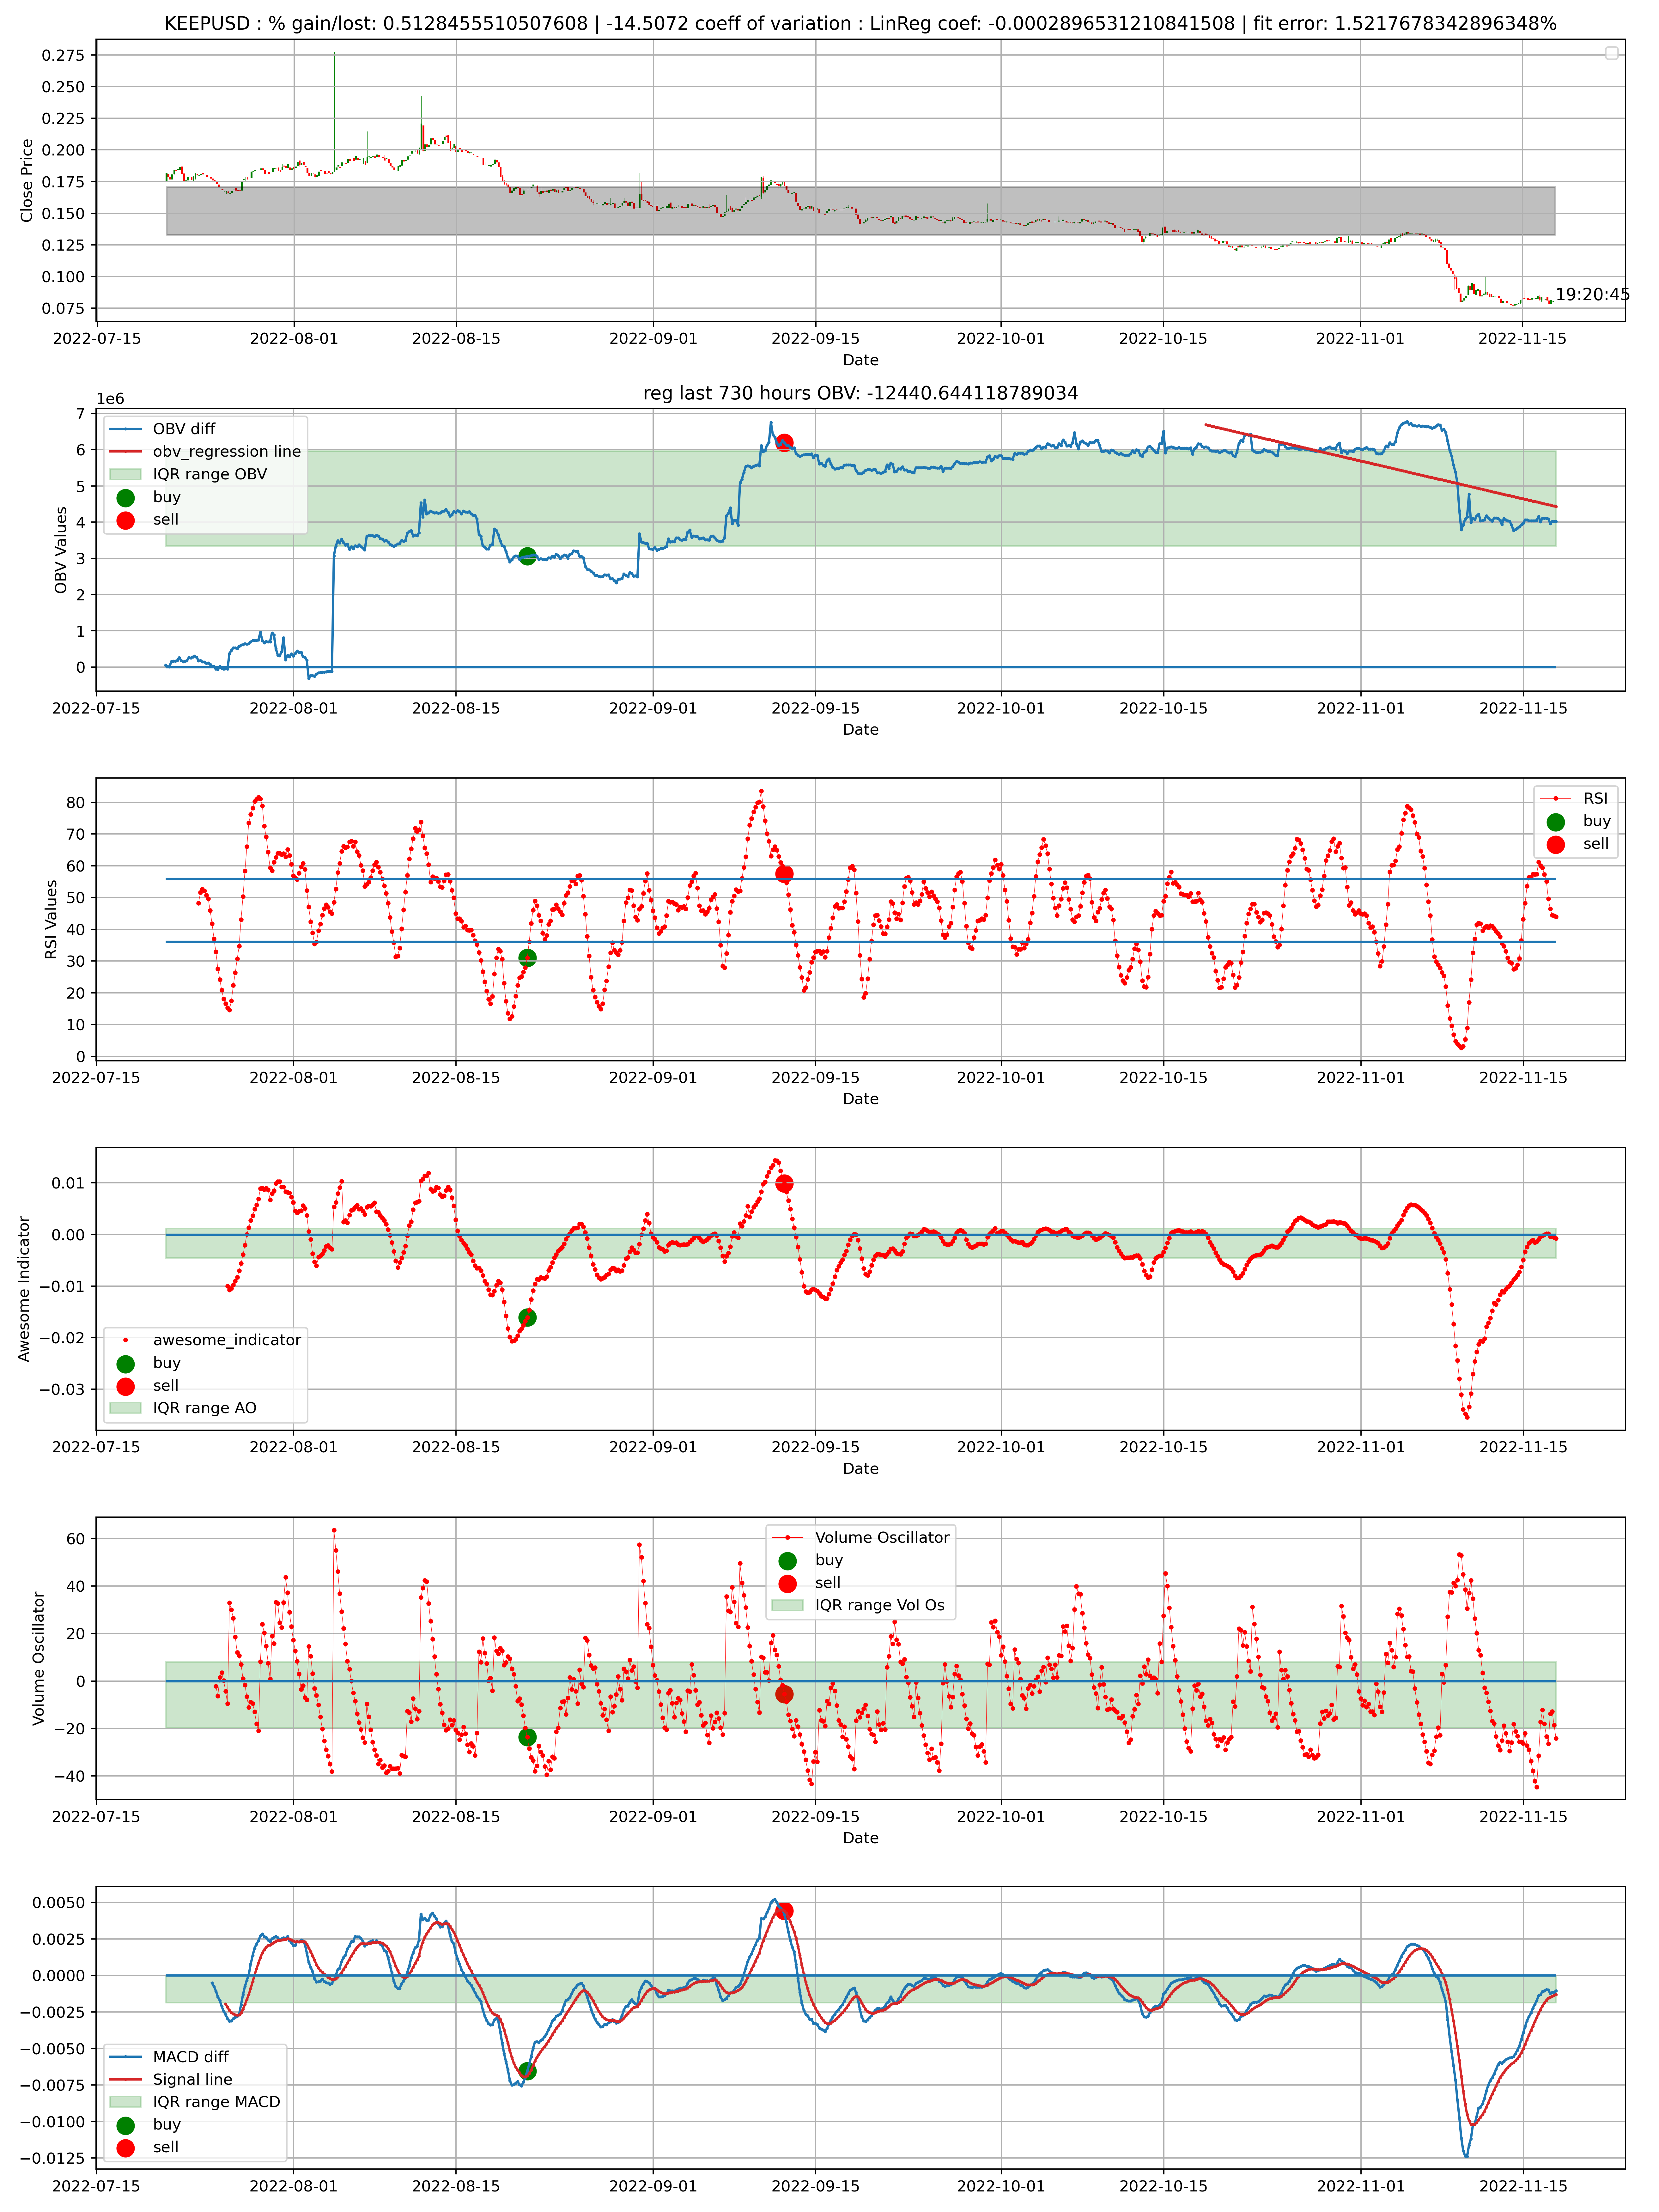 KEEPUSD : % gain/lost: 0.5128455510507608 | -14.5072 coeff of variation : LinReg coef: -0.0002896531210841508 | fit error: 1.5217678342896348%
0.275
0.250
0.225
0.200
0.175
0.150
0.125
0.100
0.075
Close Price
19:20:45
2022-07-15 2022-08-01 2022-08-15 2022-09-01 2022-09-15 2022-10-01 2022-10-15 2022-11-01 2022-11-15
Date
reg last 730 hours OBV: -12440.644118789034
1e6
7
6
5
4
3
2
1
0
OBV Values
OBV diff
obv_regression line
IQR range OBV
buy
sell
2022-07-15 2022-08-01 2022-08-15 2022-09-01 2022-09-15 2022-10-01 2022-10-15 2022-11-01 2022-11-15
Date
80
70
60
50
40
30
20
10
0
RSI Values
RSI
buy
sell
2022-07-15 2022-08-01 2022-08-15 2022-09-01 2022-09-15 2022-10-01 2022-10-15 2022-11-01 2022-11-15
Date
0.01
0.00
−0.01
−0.02
−0.03
Awesome Indicator
awesome_indicator
buy
sell
IQR range AO
2022-07-15 2022-08-01 2022-08-15 2022-09-01 2022-09-15 2022-10-01 2022-10-15 2022-11-01 2022-11-15
Date
60
40
20
0
−20
−40
Volume Oscillator
Volume Oscillator
buy
sell
IQR range Vol Os
2022-07-15 2022-08-01 2022-08-15 2022-09-01 2022-09-15 2022-10-01 2022-10-15 2022-11-01 2022-11-15
Date
0.0050
0.0025
0.0000
−0.0025
−0.0050
−0.0075
−0.0100
−0.0125
MACD diff
Signal line
IQR range MACD
buy
sell
2022-07-15 2022-08-01 2022-08-15 2022-09-01 2022-09-15 2022-10-01 2022-10-15 2022-11-01 2022-11-15